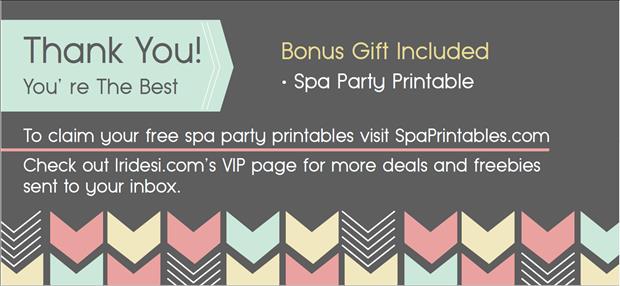 Thank You!
You' re The Best
Bonus Gift Included
· Spa Party Printable
To claim your free spa party printables visit SpaPrintables.com
Check out Iridesi.com's VIP page for more deals and freebies
sent to your inbox.